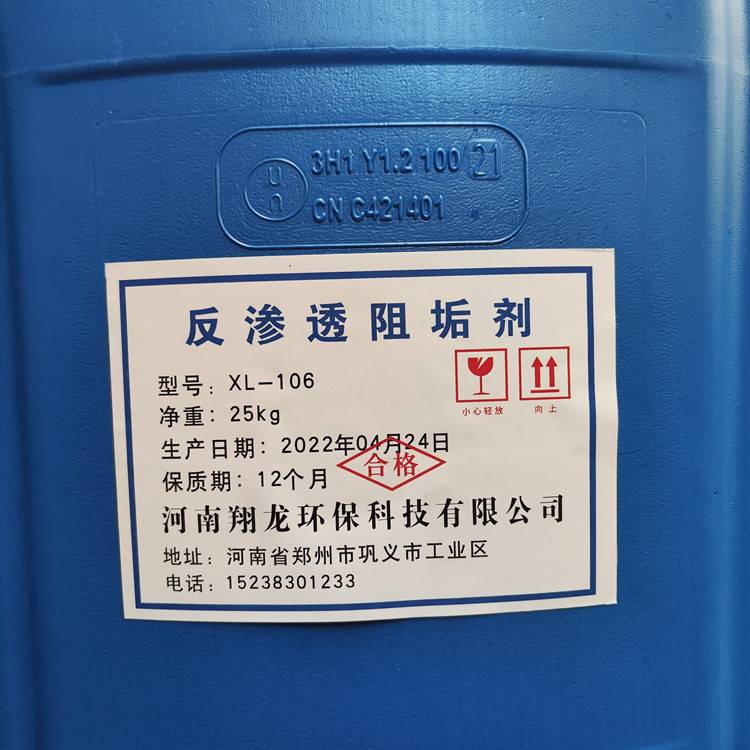 un
3H1 Y1.2 100 21
CN C421401
反渗透阻垢剂
型号: XL-106
净重: 25kg
生产日期: 2022年04月24日
保质期: 12个月
小心轻放
向上
合格
河南翔龙环保科技有限公司
地址: 河南省郑州市巩义市工业区
电话: 15238301233